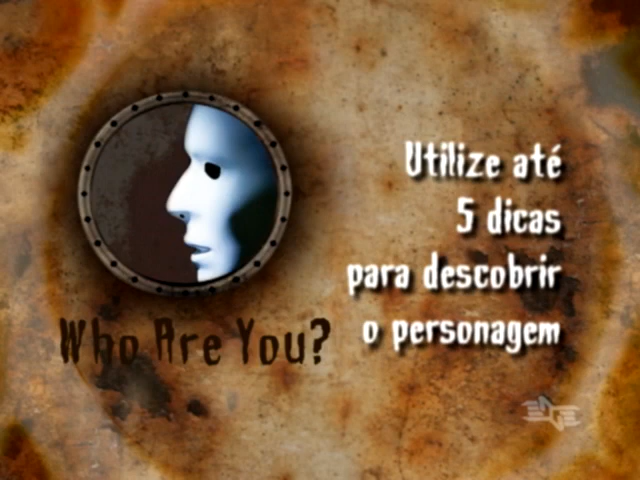 Utilize até
5 dicas
para descobrir
o personagem
Who Are You?